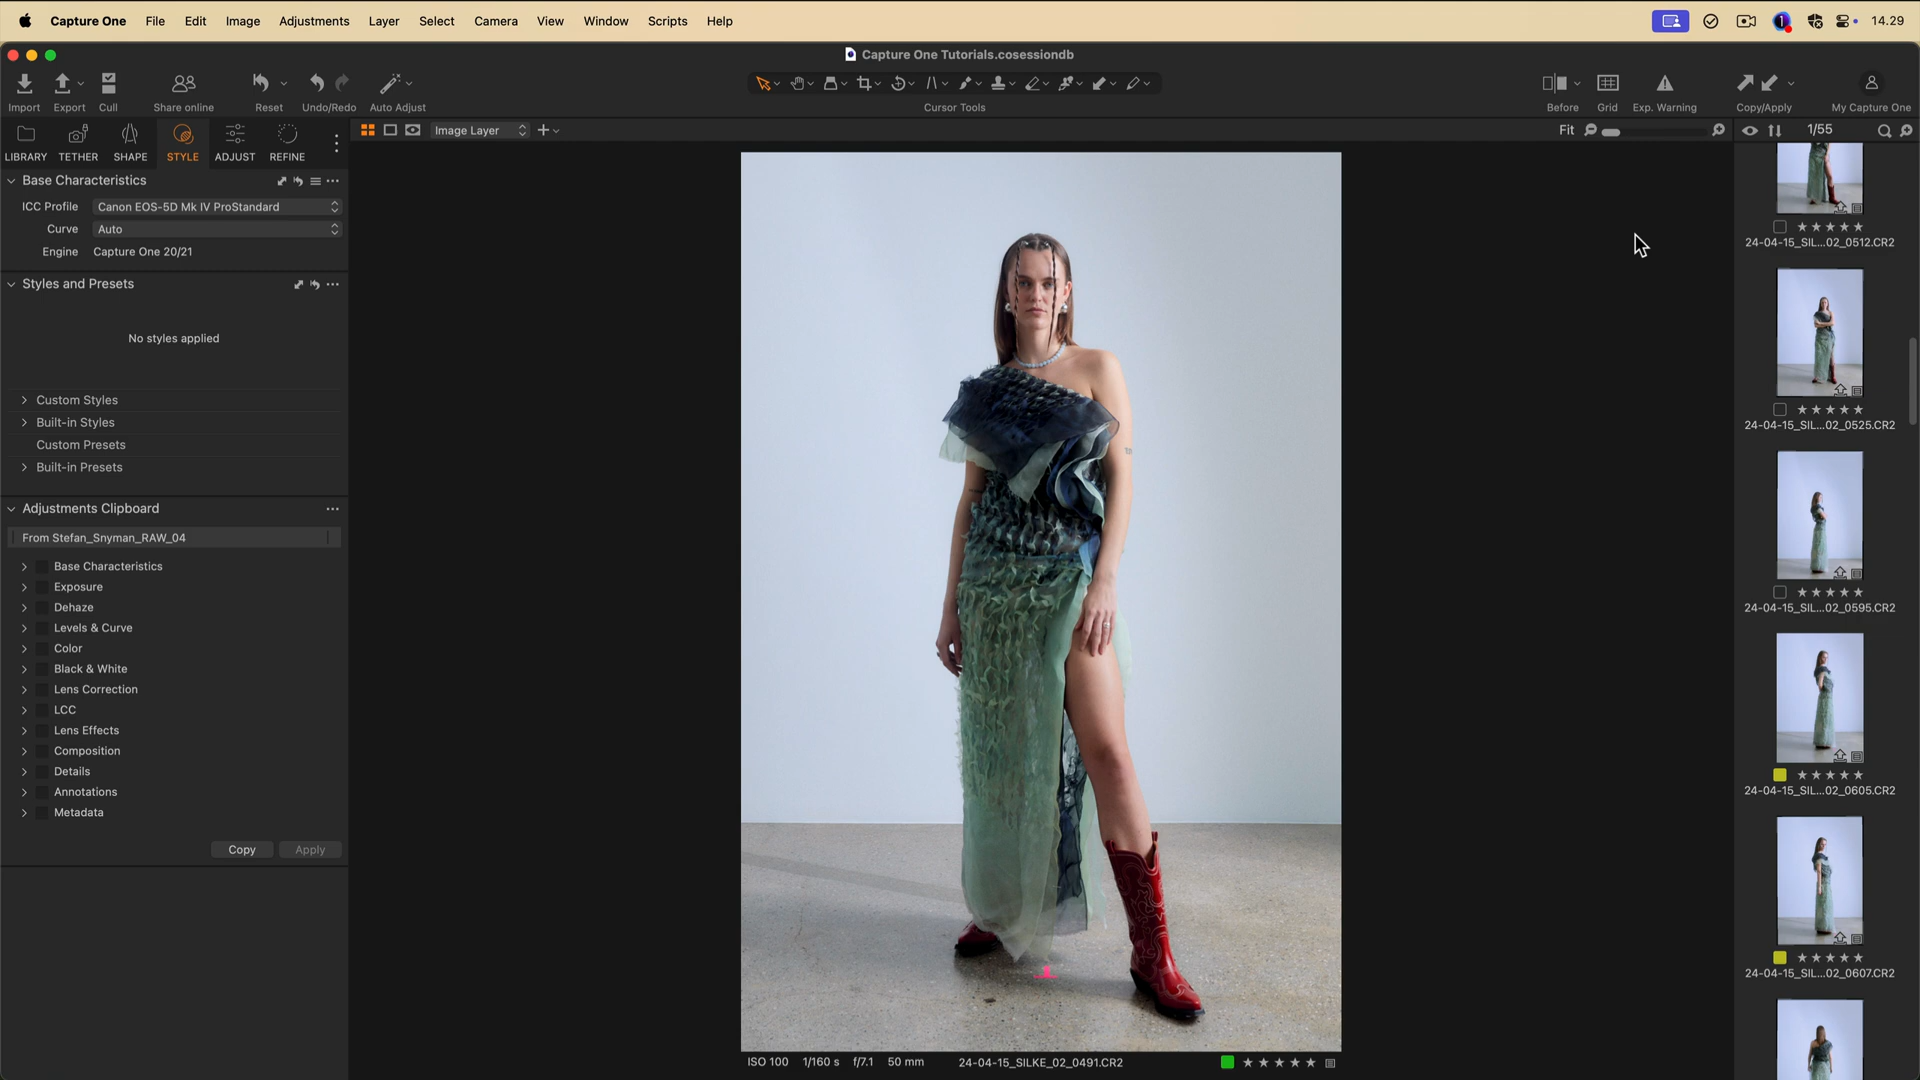 Capture One File Edit Image Adjustments Layer Select Camera View Window Scripts Help 14.29
Capture One Tutorials.cosessiondb
Import Export Cull Share online Reset Undo/Redo Auto Adjust Cursor Tools Before Grid Exp. Warning Copy/Apply My Capture One
LIBRARY TETHER SHAPE STYLE ADJUST REFINE
Image Layer
Fit
1/55
Base Characteristics
ICC Profile Canon EOS-5D Mk IV ProStandard
Curve Auto
Engine Capture One 20/21
Styles and Presets
No styles applied
Custom Styles
Built-in Styles
Custom Presets
Built-in Presets
Adjustments Clipboard
From Stefan_Snyman_RAW_04
Base Characteristics
Exposure
Dehaze
Levels & Curve
Color
Black & White
Lens Correction
LCC
Lens Effects
Composition
Details
Annotations
Metadata
Copy Apply
ISO 100 1/160 s f/7.1 50 mm 24-04-15_SILKE_02_0491.CR2
24-04-15_SIL...02_0512.CR2
24-04-15_SIL...02_0525.CR2
24-04-15_SIL...02_0595.CR2
24-04-15_SIL...02_0605.CR2
24-04-15_SIL...02_0607.CR2